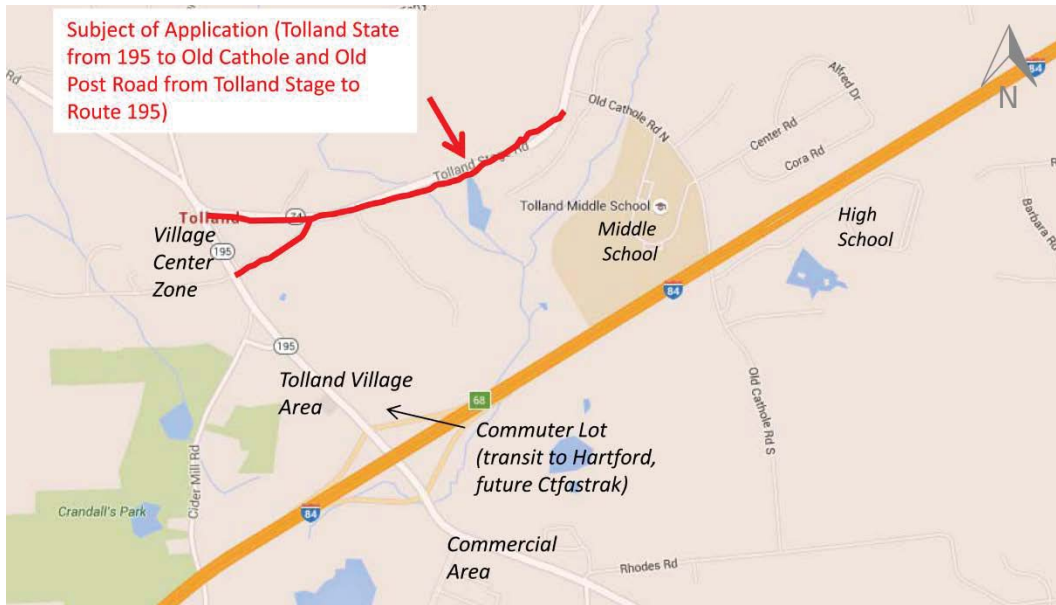 Subject of Application (Tolland State
from 195 to Old Cathole and Old
Post Road from Tolland Stage to
Route 195)
Rd
84
N
Alfred Dr
Old Cathole Rd N
Center Rd
Cora Rd
Tolland Stage Rd
Tolland Middle School
Middle
School
High
School
Barbara Rd
R
Tolland
74
Village
Center
Zone
195
84
195
Tolland Village
Area
68
Commuter Lot
(transit to Hartford,
future Ctfastrak)
Old Cathole Rd S
Cider Mill Rd
Crandall's Park
84
Commercial
Area
Rhodes Rd